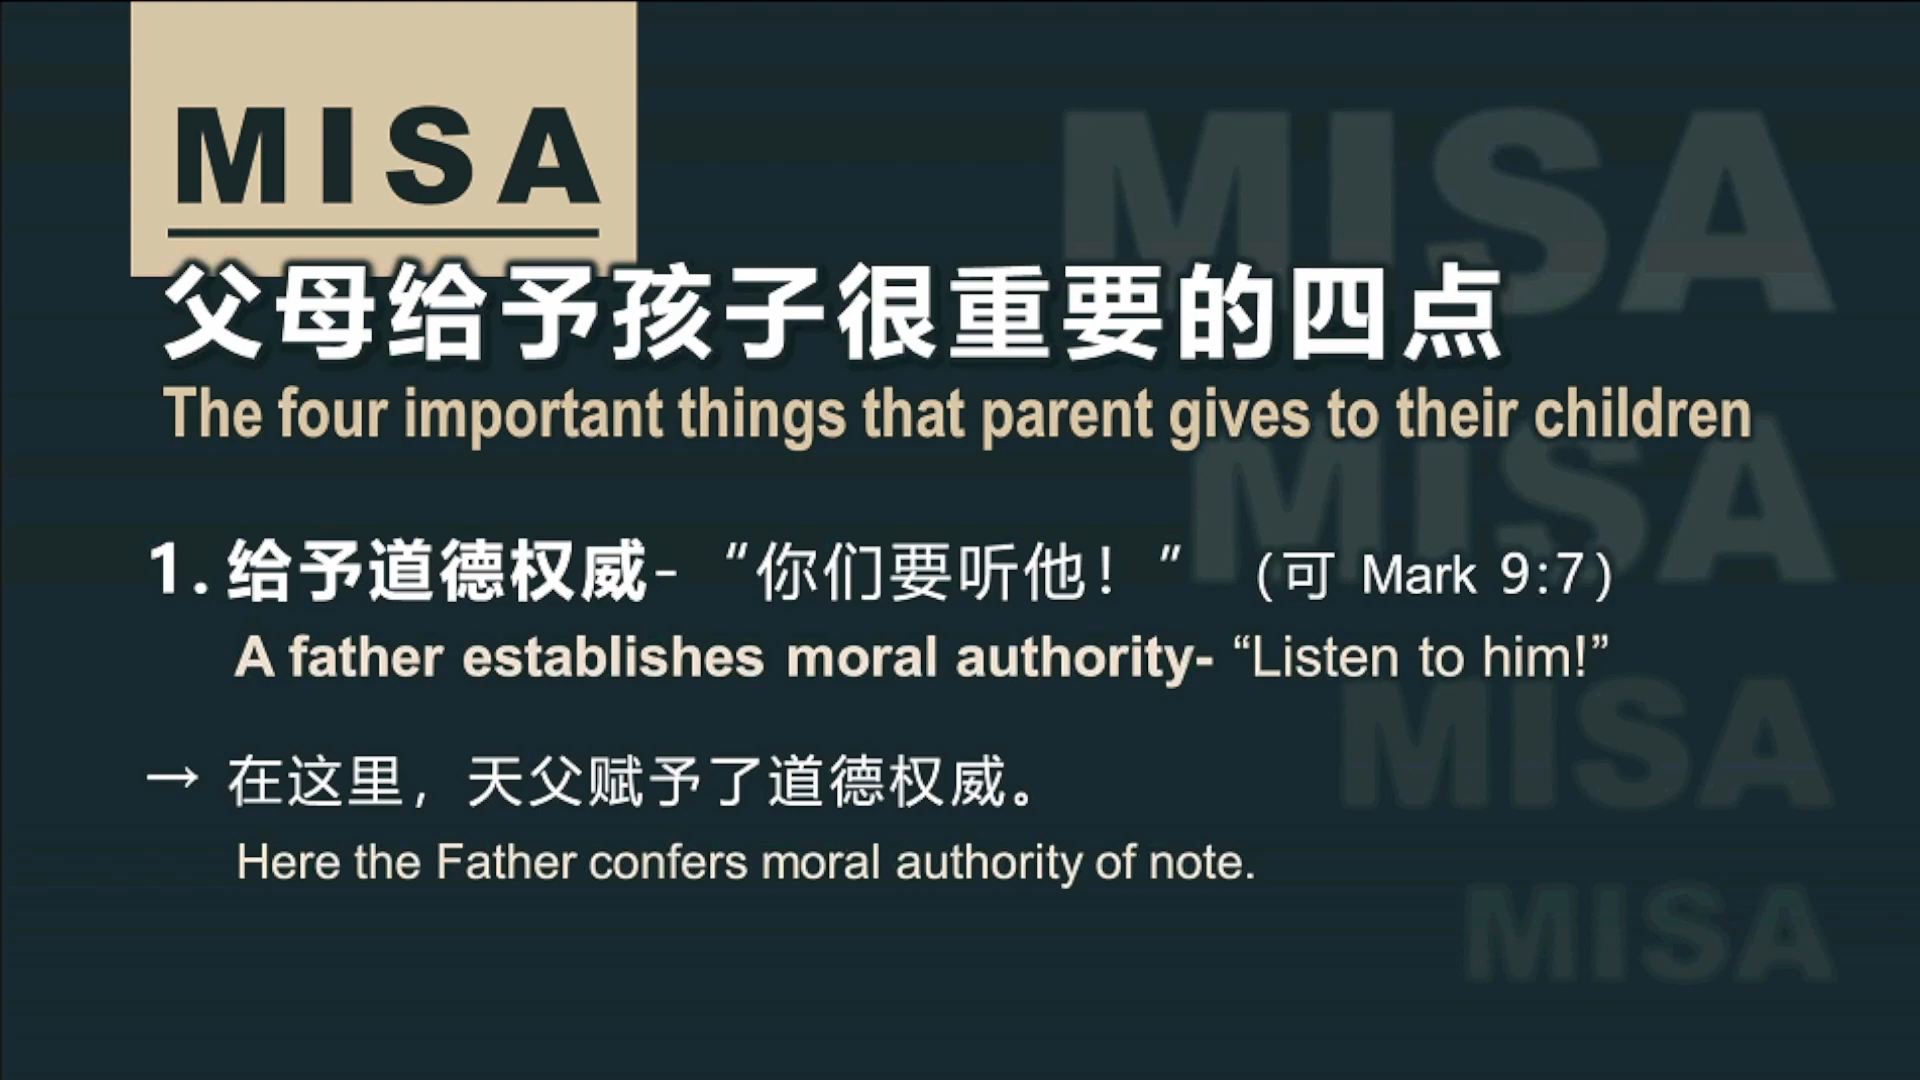 MISA
MISA
父母给予孩子很重要的四点
The four important things that parent gives to their children
MISA
1. 给予道德权威- “你们要听他！” (可 Mark 9:7)
A father establishes moral authority- “Listen to him!”
MISA
→ 在这里，天父赋予了道德权威。
Here the Father confers moral authority of note.
MISA